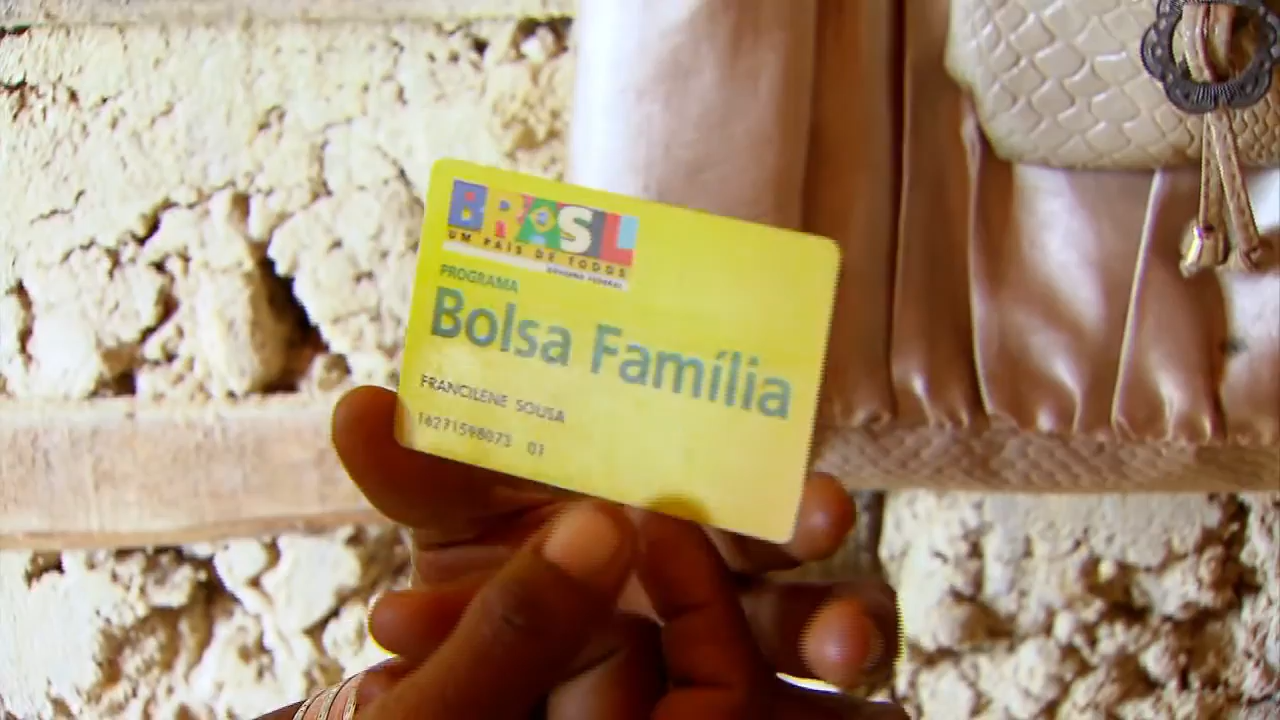 BRASIL
UM PAÍS DE TODOS
GOVERNO FEDERAL
PROGRAMA
Bolsa Família
FRANCILENE SOUSA
16271598073 01